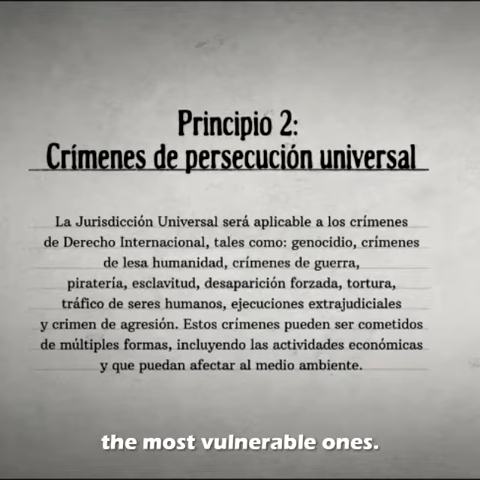 Principio 2:
Crímenes de persecución universal
La Jurisdicción Universal será aplicable a los crímenes
de Derecho Internacional, tales como: genocidio, crímenes
de lesa humanidad, crímenes de guerra,
piratería, esclavitud, desaparición forzada, tortura,
tráfico de seres humanos, ejecuciones extrajudiciales
y crimen de agresión. Estos crímenes pueden ser cometidos
de múltiples formas, incluyendo las actividades económicas
y que puedan afectar al medio ambiente.
the most vulnerable ones.